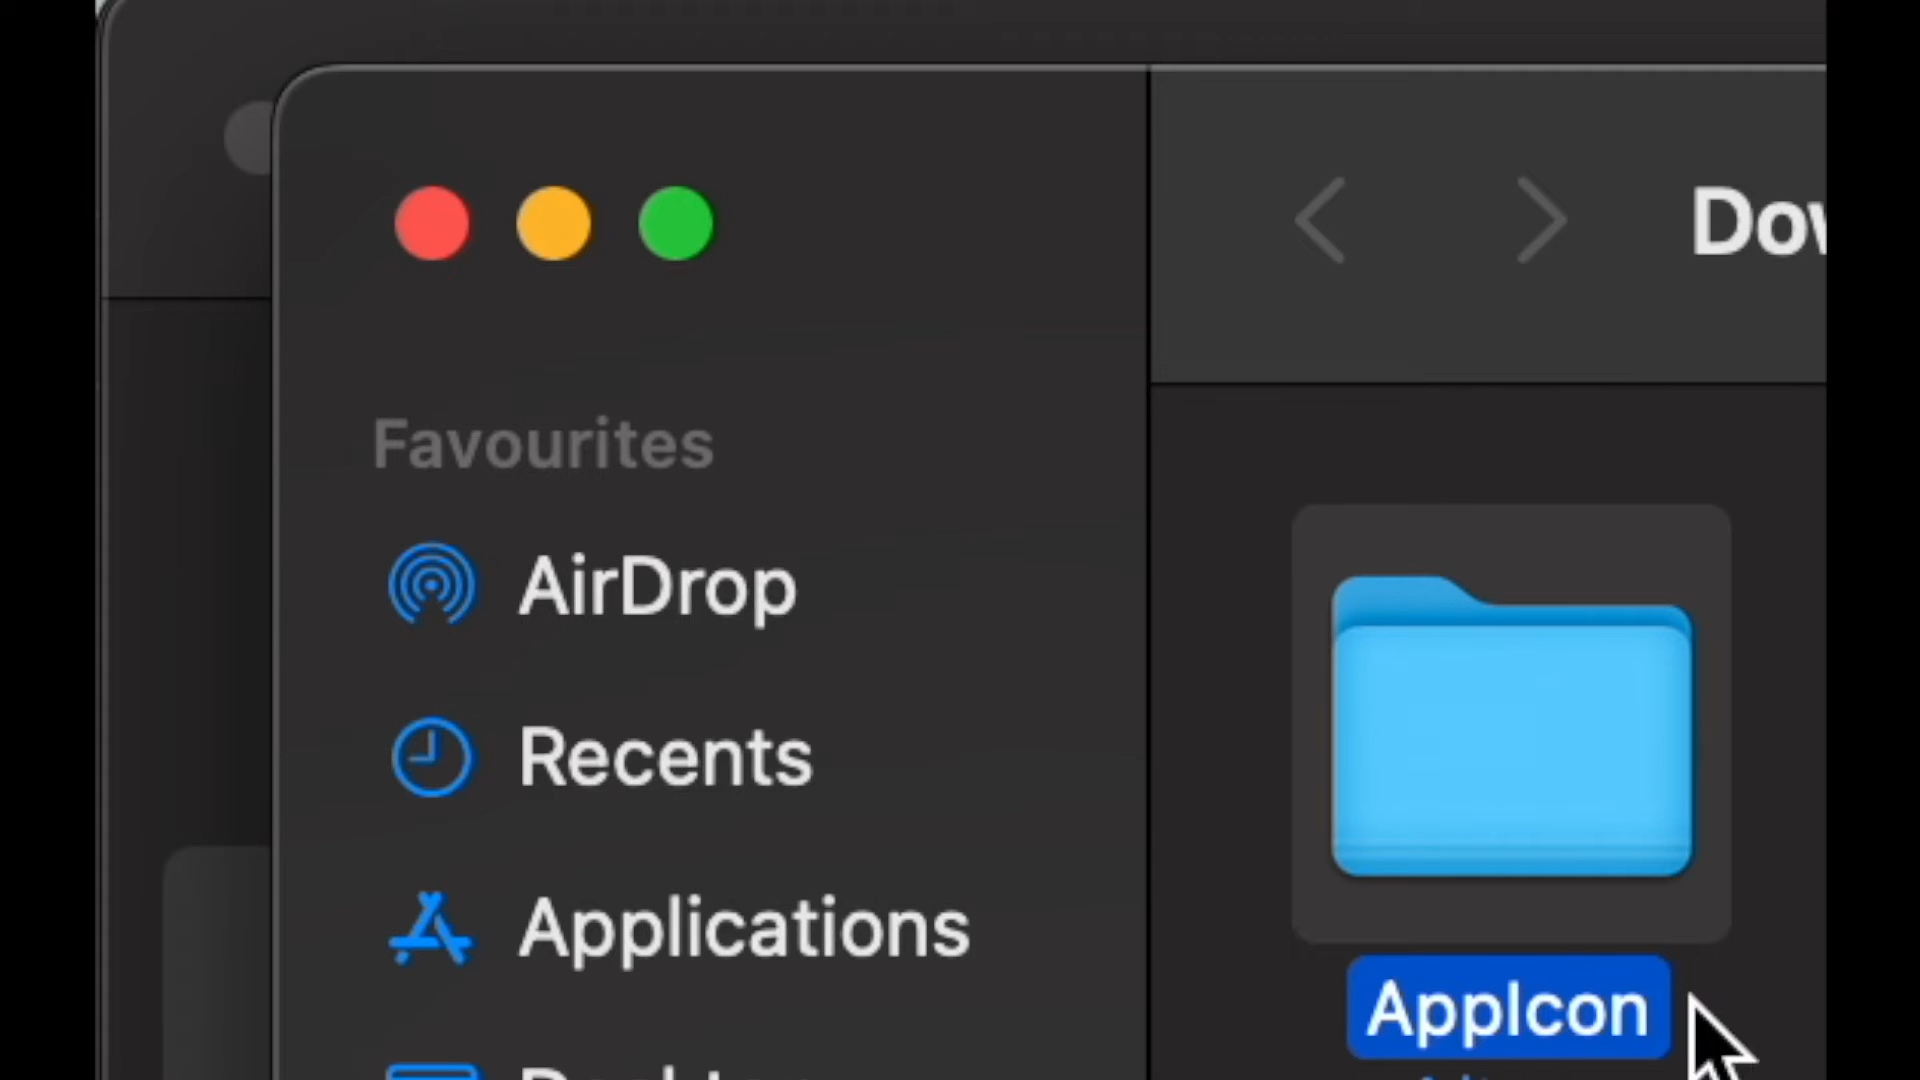 Favourites
AirDrop
Recents
Applications
AppIcon